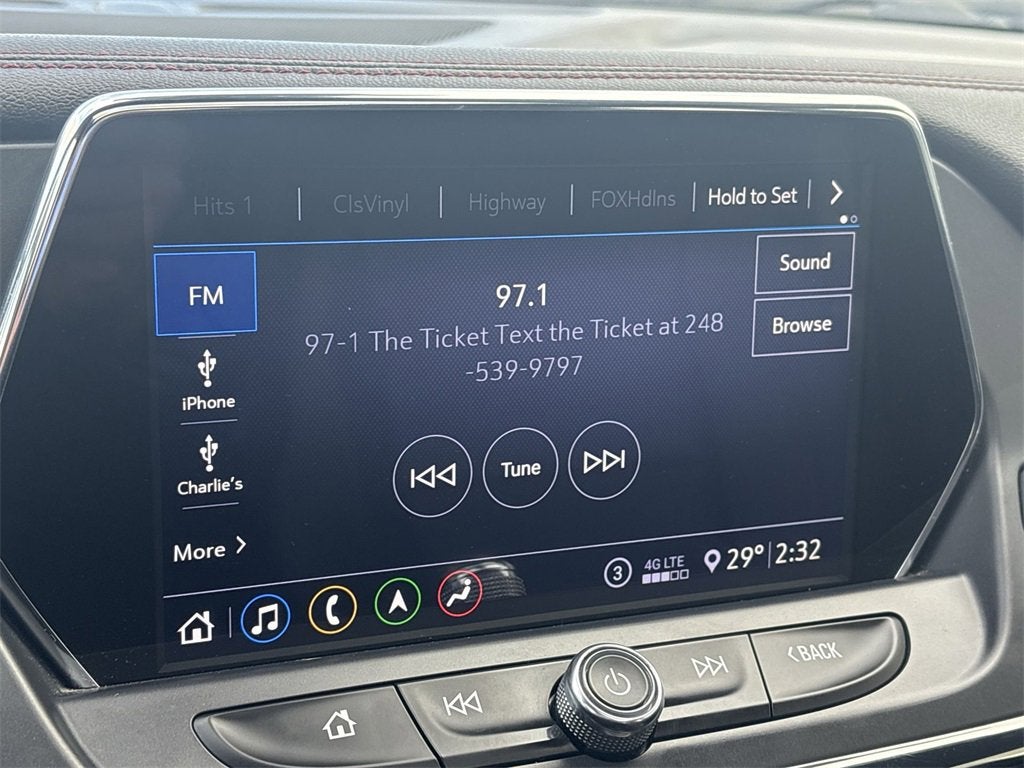 Hits 1 ClsVinyl Highway FOXHdlns Hold to Set
FM
97.1
97-1 The Ticket Text the Ticket at 248
-539-9797
Sound
Browse
iPhone
Charlie's
More
Tune
3 4G LTE 29° 2:32
BACK